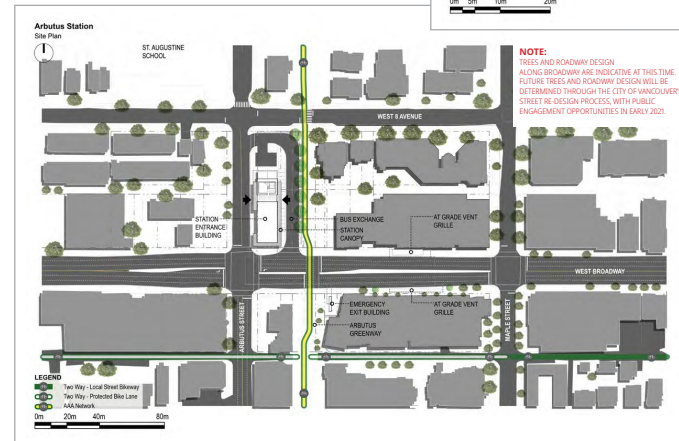 0m 5m 10m 20m
Arbutus Station
Site Plan
ST. AUGUSTINE
SCHOOL
NOTE:
TREES AND ROADWAY DESIGN
ALONG BROADWAY ARE INDICATIVE AT THIS TIME.
FUTURE TREES AND ROADWAY DESIGN WILL BE
DETERMINED THROUGH THE CITY OF VANCOUVER'
STREET RE-DESIGN PROCESS, WITH PUBLIC
ENGAGEMENT OPPORTUNITIES IN EARLY 2021.
WEST 8 AVENUE
STATION
ENTRANCE
BUILDING
BUS EXCHANGE
STATION
CANOPY
AT GRADE VENT
GRILLE
WEST BROADWAY
EMERGENCY
EXIT BUILDING
ARBUTUS
GREENWAY
AT GRADE VENT
GRILLE
ARBUTUS STREET
MAPLE STREET
LEGEND
Two Way - Local Street Bikeway
Two Way - Protected Bike Lane
AAA Network
0m 20m 40m 80m